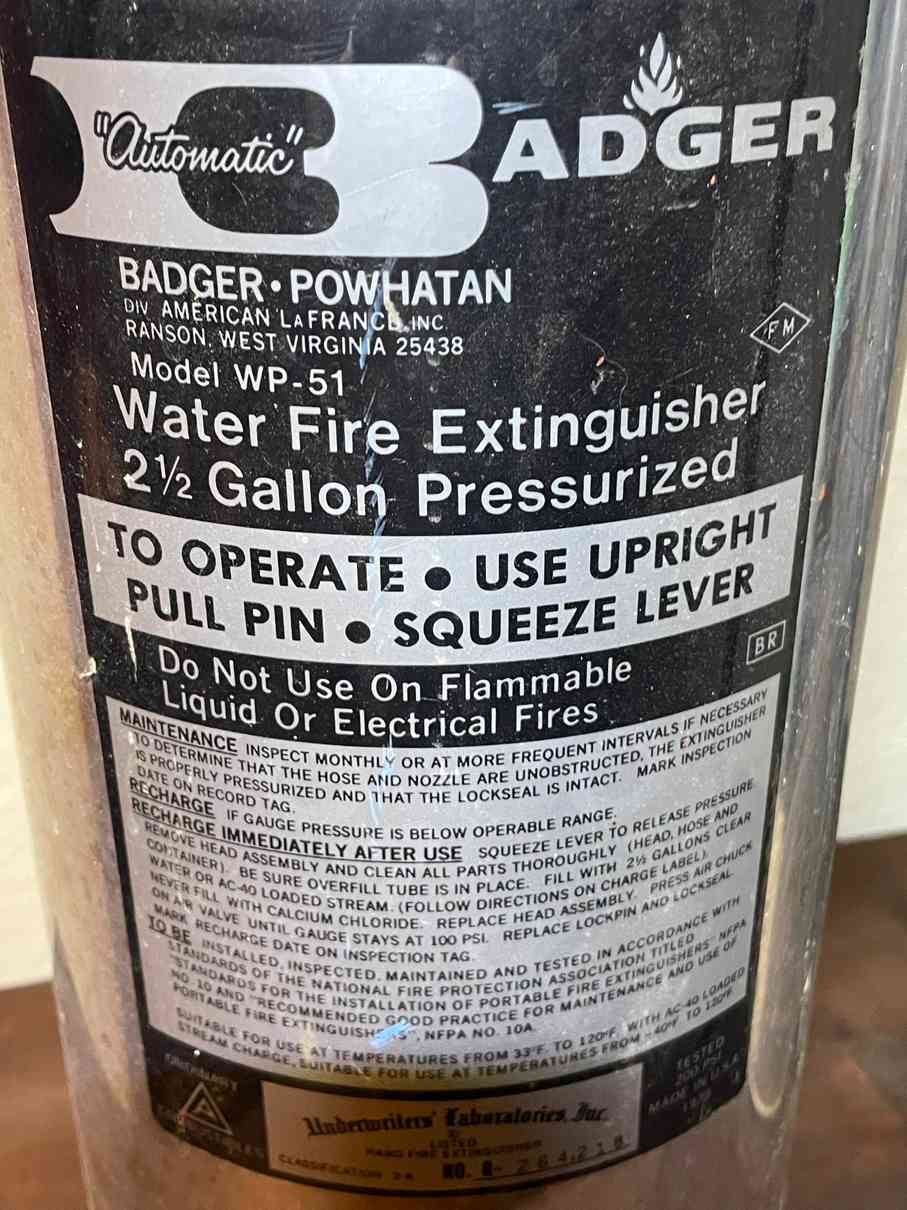 "Automatic"
BADGER
BADGER • POWHATAN
DIV AMERICAN LAFRANCE, INC.
RANSON, WEST VIRGINIA 25438
FM
Model WP-51
Water Fire Extinguisher
2½ Gallon Pressurized
TO OPERATE ● USE UPRIGHT
PULL PIN ● SQUEEZE LEVER
BR
Do Not Use On Flammable
Liquid Or Electrical Fires
MAINTENANCE INSPECT MONTHLY OR AT MORE FREQUENT INTERVALS IF NECESSARY
TO DETERMINE THAT THE HOSE AND NOZZLE ARE UNOBSTRUCTED, THE EXTINGUISHER
IS PROPERLY PRESSURIZED AND THAT THE LOCKSEAL IS INTACT. MARK INSPECTION
DATE ON RECORD TAG.
RECHARGE IF GAUGE PRESSURE IS BELOW OPERABLE RANGE.
RECHARGE IMMEDIATELY AFTER USE SQUEEZE LEVER TO RELEASE PRESSURE
REMOVE HEAD ASSEMBLY AND CLEAN ALL PARTS THOROUGHLY (HEAD, HOSE AND
CONTAINER). BE SURE OVERFILL TUBE IS IN PLACE. FILL WITH 2½ GALLONS CLEAR
WATER OR AC-40 LOADED STREAM. (FOLLOW DIRECTIONS ON CHARGE LABEL).
NEVER FILL WITH CALCIUM CHLORIDE. REPLACE HEAD ASSEMBLY. PRESS AIR CHUCK
ON AIR VALVE UNTIL GAUGE STAYS AT 100 PSI. REPLACE LOCKPIN AND LOCKSEAL
MARK RECHARGE DATE ON INSPECTION TAG.
TO BE INSTALLED, INSPECTED, MAINTAINED AND TESTED IN ACCORDANCE WITH
STANDARDS OF THE NATIONAL FIRE PROTECTION ASSOCIATION TITLED
"STANDARDS FOR THE INSTALLATION OF PORTABLE FIRE EXTINGUISHERS" NFPA
NO. 10 AND "RECOMMENDED GOOD PRACTICE FOR MAINTENANCE AND USE OF
PORTABLE FIRE EXTINGUISHERS", NFPA NO. 10A.
SUITABLE FOR USE AT TEMPERATURES FROM 33°F. TO 120°F. WITH AC-40 LOADED
STREAM CHARGE, SUITABLE FOR USE AT TEMPERATURES FROM -40°F TO 120°F.
ORDINARY
A
COMBUSTIBLES
Underwriters' Laboratories, Inc.
LISTED
HAND FIRE EXTINGUISHER
CLASSIFICATION 2-A NO. R- 264,218
TESTED
MADE IN U.S.A.